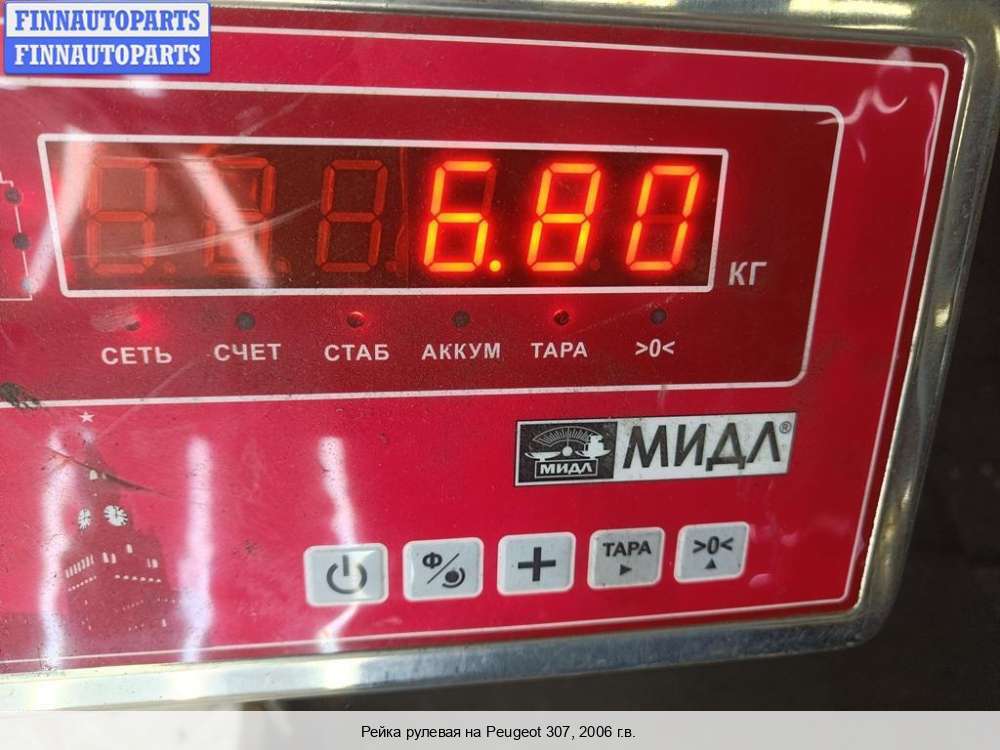 FINNAUTOPARTS
FINNAUTOPARTS
6.80 КГ
СЕТЬ СЧЕТ СТАБ АККУМ ТАРА >0<
МИДЛ МИДЛ®
Ф/ + ТАРА >0<
Рейка рулевая на Peugeot 307, 2006 г.в.